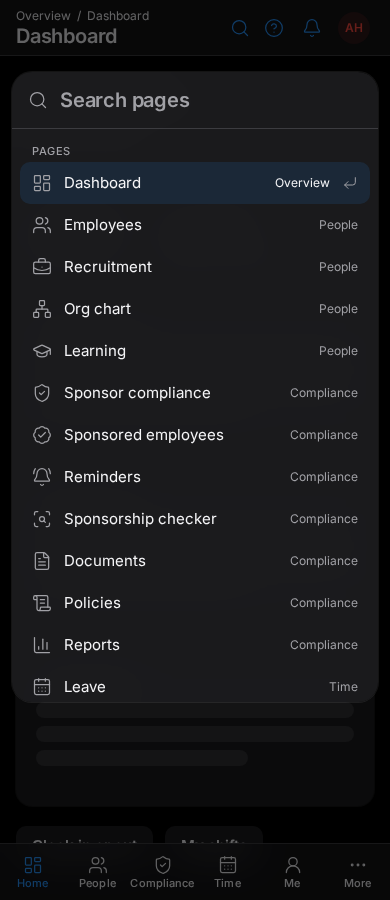 Overview / Dashboard
Dashboard
AH
Search pages
PAGES
Dashboard Overview
Employees People
Recruitment People
Org chart People
Learning People
Sponsor compliance Compliance
Sponsored employees Compliance
Reminders Compliance
Sponsorship checker Compliance
Documents Compliance
Policies Compliance
Reports Compliance
Leave Time
Home People Compliance Time Me More